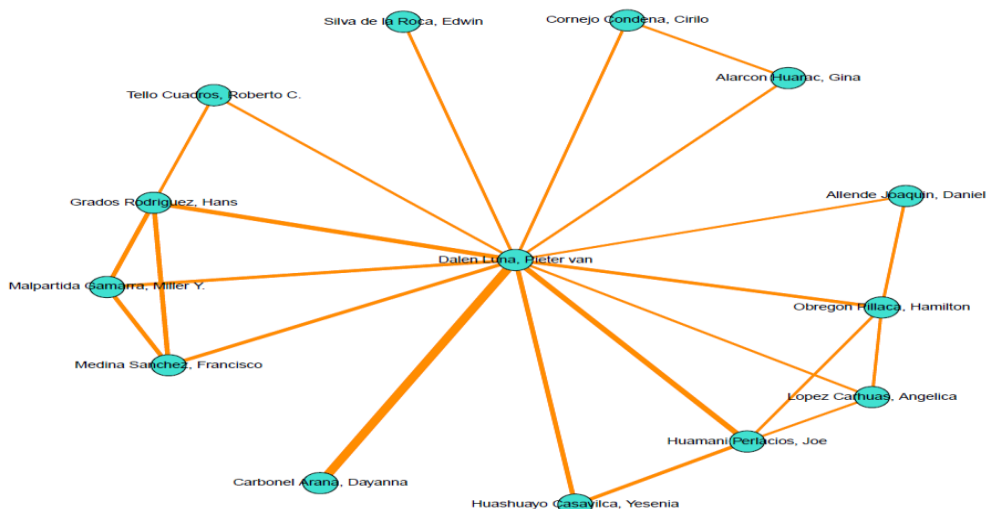 Silva de la Roca, Edwin
Cornejo Condena, Cirilo
Alarcon Huarac, Gina
Tello Cuadros, Roberto C.
Allende Joaquin, Daniel
Grados Rodriguez, Hans
Dalen Luna, Pieter van
Malpartida Gamarra, Miller Y.
Obregon Pillaca, Hamilton
Medina Sanchez, Francisco
Lopez Carhuas, Angelica
Huamani Perlacios, Joe
Carbonel Arana, Dayanna
Huashuayo Casavilca, Yesenia